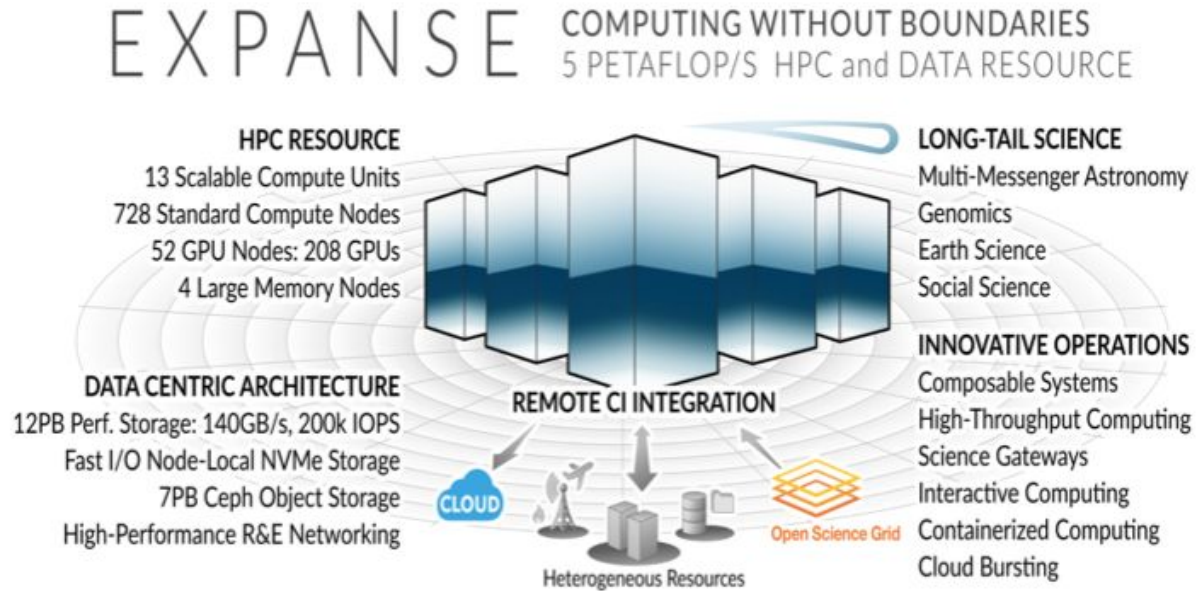 EXPANSE
COMPUTING WITHOUT BOUNDARIES
5 PETAFLOP/S HPC and DATA RESOURCE
HPC RESOURCE
13 Scalable Compute Units
728 Standard Compute Nodes
52 GPU Nodes: 208 GPUs
4 Large Memory Nodes
DATA CENTRIC ARCHITECTURE
12PB Perf. Storage: 140GB/s, 200k IOPS
Fast I/O Node-Local NVMe Storage
7PB Ceph Object Storage
High-Performance R&E Networking
REMOTE CI INTEGRATION
CLOUD
Heterogeneous Resources
Open Science Grid
LONG-TAIL SCIENCE
Multi-Messenger Astronomy
Genomics
Earth Science
Social Science
INNOVATIVE OPERATIONS
Composable Systems
High-Throughput Computing
Science Gateways
Interactive Computing
Containerized Computing
Cloud Bursting